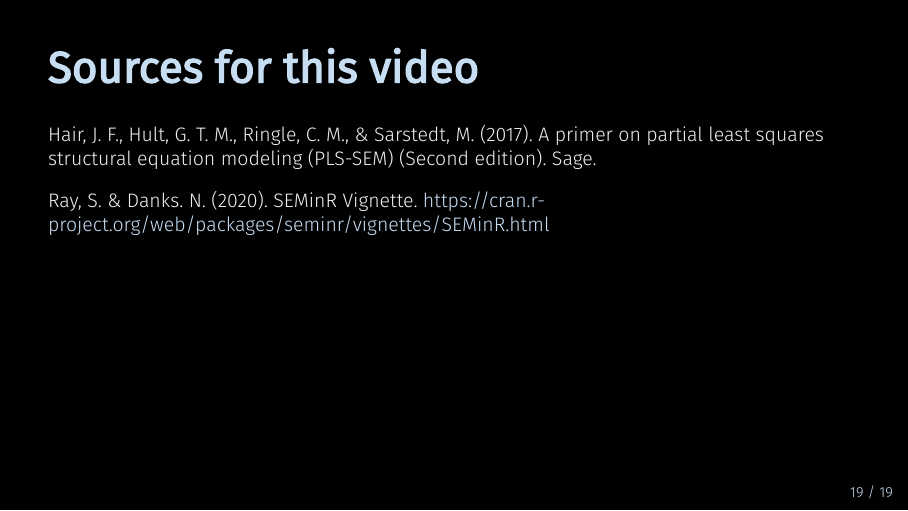 Sources for this video
Hair, J. F., Hult, G. T. M., Ringle, C. M., & Sarstedt, M. (2017). A primer on partial least squares
structural equation modeling (PLS-SEM) (Second edition). Sage.
Ray, S. & Danks. N. (2020). SEMinR Vignette. https://cran.r-
project.org/web/packages/seminr/vignettes/SEMinR.html
19 / 19